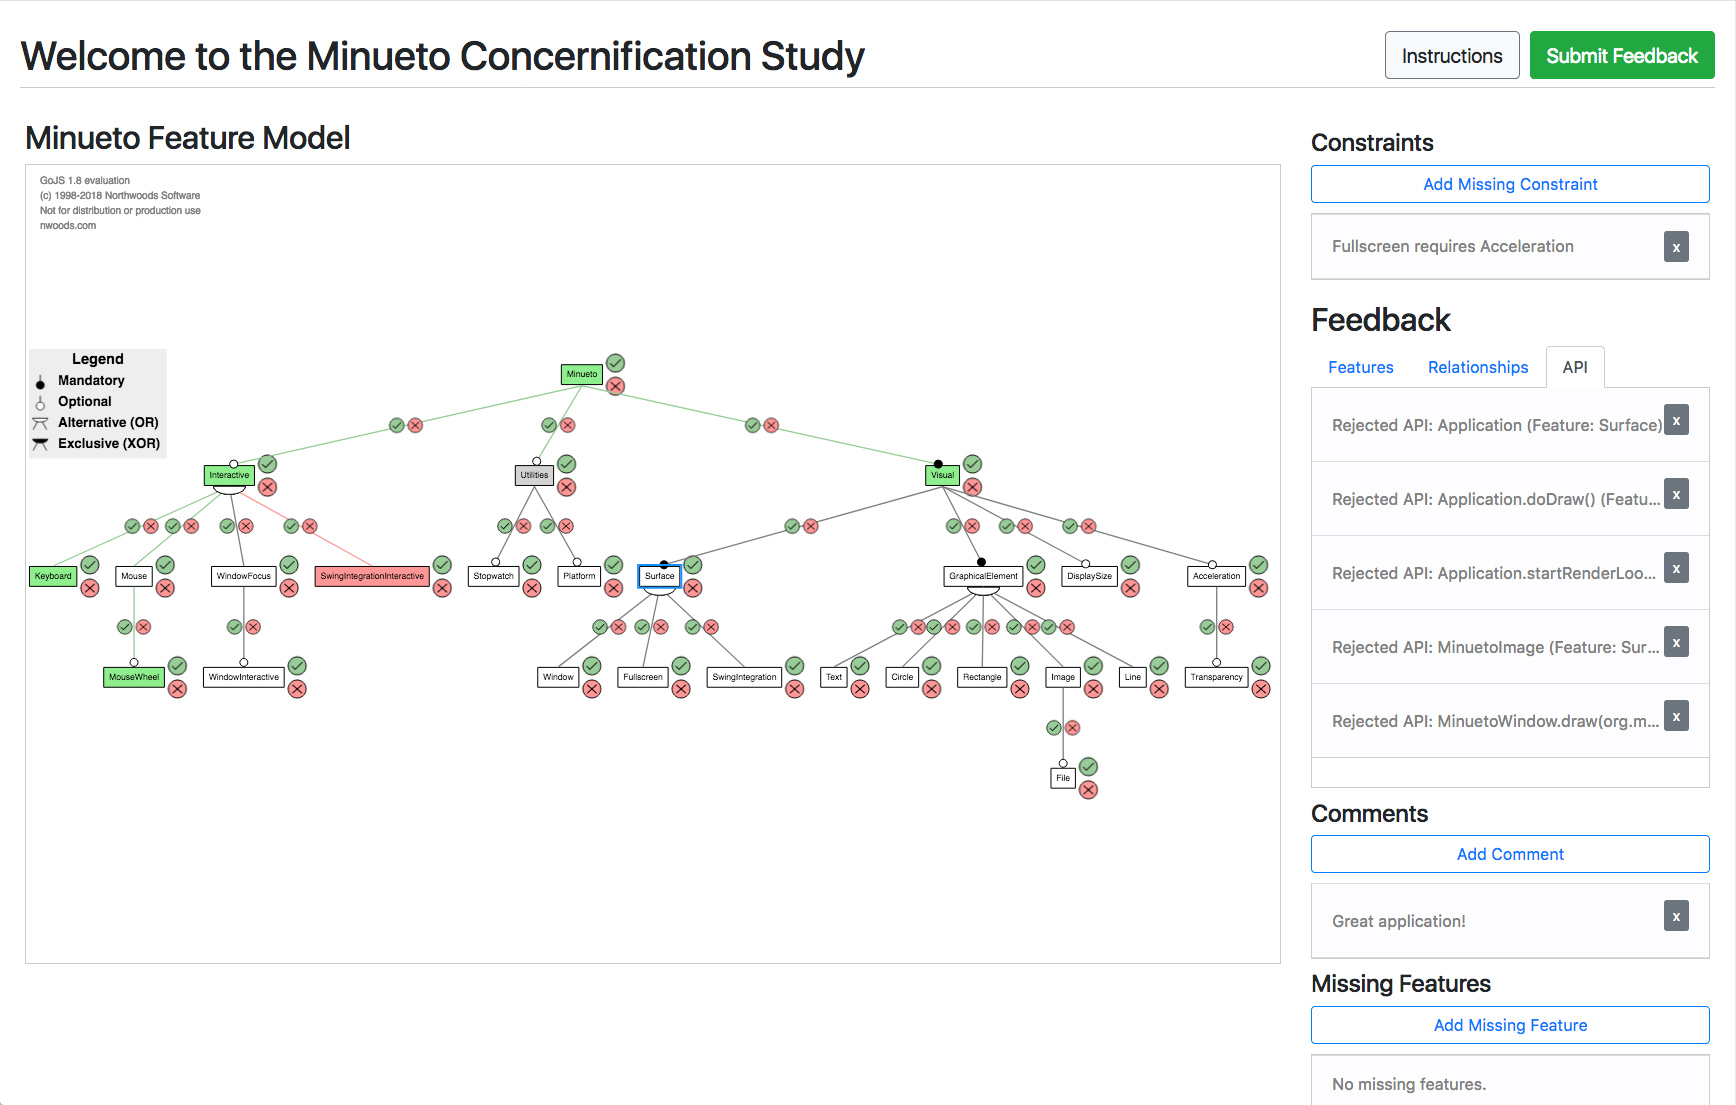 Welcome to the Minueto Concernification Study
Instructions
Submit Feedback
Minueto Feature Model
GoJS 1.8 evaluation
(c) 1998-2018 Northwoods Software
Not for distribution or production use
nwoods.com
Legend
Mandatory
Optional
Alternative (OR)
Exclusive (XOR)
Minueto
Interactive
Utilities
Visual
Keyboard
Mouse
WindowFocus
SwingIntegrationInteractive
Stopwatch
Platform
Surface
GraphicalElement
DisplaySize
Acceleration
MouseWheel
WindowInteractive
Window
Fullscreen
SwingIntegration
Text
Circle
Rectangle
Image
Line
Transparency
File
Constraints
Add Missing Constraint
Fullscreen requires Acceleration
x
Feedback
Features
Relationships
API
Rejected API: Application (Feature: Surface)
x
Rejected API: Application.doDraw() (Featu...
x
Rejected API: Application.startRenderLoo...
x
Rejected API: MinuetoImage (Feature: Sur...
x
Rejected API: MinuetoWindow.draw(org.m...
x
Comments
Add Comment
Great application!
x
Missing Features
Add Missing Feature
No missing features.